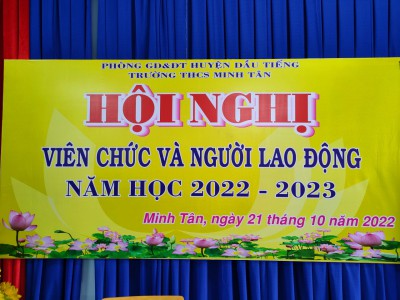 PHÒNG GD&ĐT HUYỆN DẦU TIẾNG
TRƯỜNG THCS MINH TÂN
HỘI NGHỊ
VIÊN CHỨC VÀ NGƯỜI LAO ĐỘNG
NĂM HỌC 2022 - 2023
Minh Tân, ngày 21 tháng 10 năm 2022